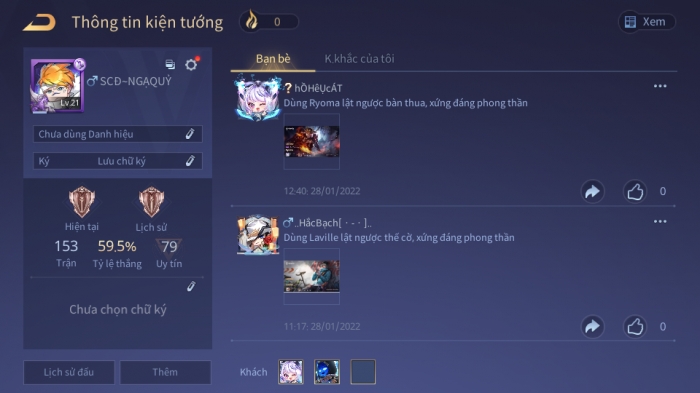 Thông tin kiện tướng
0
Xem
SCĐ~NGẠQUỶ
Lv.21
Chưa dùng Danh hiệu
Ký Lưu chữ ký
Hiện tại Lịch sử
153 59.5% 79
Trận Tỷ lệ thắng Uy tín
Chưa chọn chữ ký
Lịch sử đấu Thêm
Bạn bè K.khắc của tôi
? hỒHêỤcÁT
Dùng Ryoma lật ngược bàn thua, xứng đáng phong thần
12:40: 28/01/2022
0
..HắcBạch[ · - · ]..
Dùng Laville lật ngược thế cờ, xứng đáng phong thần
11:17. 28/01/2022
0
Khách